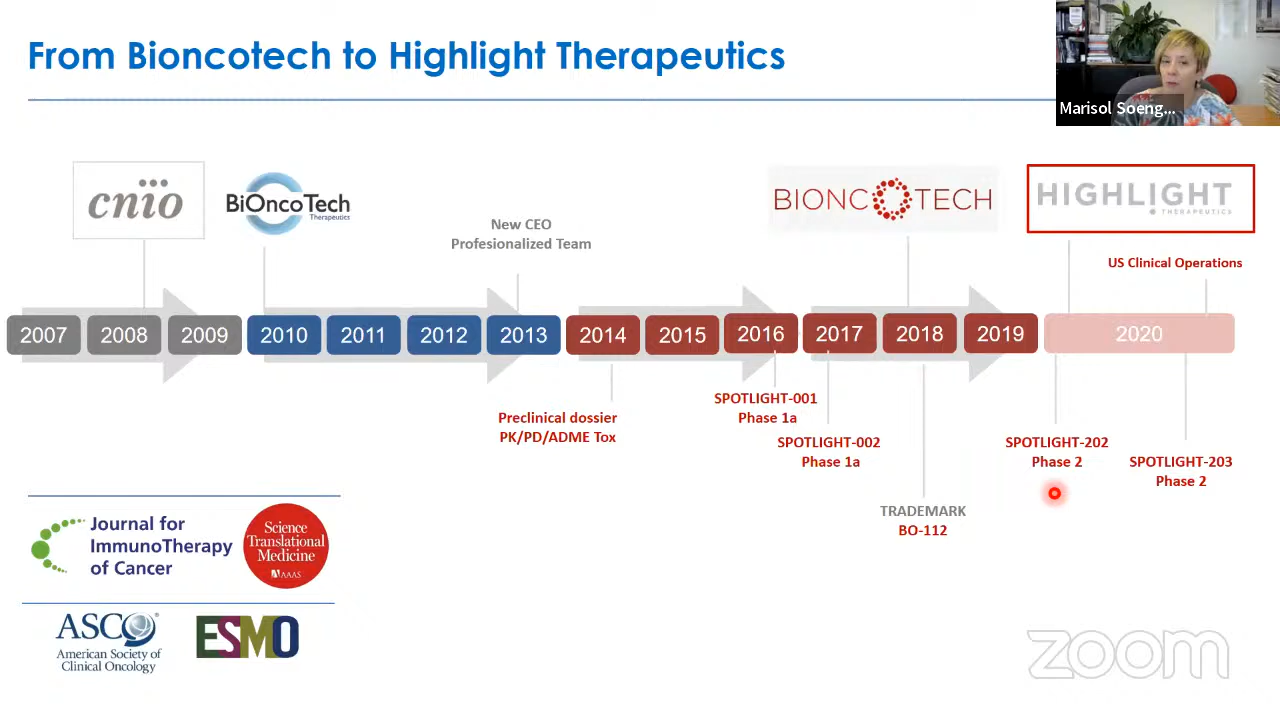 From Bioncotech to Highlight Therapeutics
Marisol Soeng...
cnio
BiOncoTech
Therapeutics
New CEO
Profesionalized Team
BIONCOTECH
HIGHLIGHT
THERAPEUTICS
US Clinical Operations
2007 2008 2009 2010 2011 2012 2013 2014 2015 2016 2017 2018 2019 2020
Preclinical dossier
PK/PD/ADME Tox
SPOTLIGHT-001
Phase 1a
SPOTLIGHT-002
Phase 1a
TRADEMARK
BO-112
SPOTLIGHT-202
Phase 2
SPOTLIGHT-203
Phase 2
Journal for
ImmunoTherapy
of Cancer
Science
Translational
Medicine
AAAS
ASCO®
American Society of
Clinical Oncology
ESMO
zoom